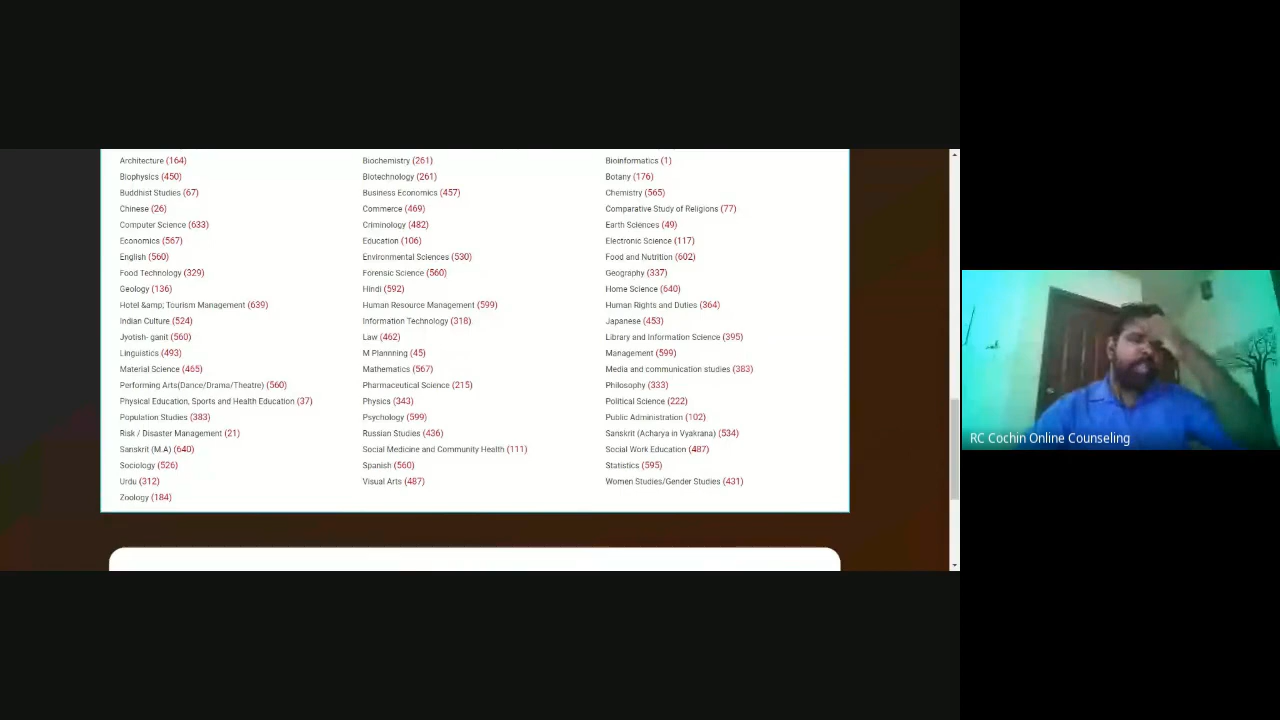 Architecture (164) Biochemistry (261) Bioinformatics (1)
Biophysics (450) Biotechnology (261) Botany (176)
Buddhist Studies (67) Business Economics (457) Chemistry (565)
Chinese (26) Commerce (469) Comparative Study of Religions (77)
Computer Science (633) Criminology (482) Earth Sciences (49)
Economics (567) Education (106) Electronic Science (117)
English (560) Environmental Sciences (530) Food and Nutrition (602)
Food Technology (329) Forensic Science (560) Geography (337)
Geology (136) Hindi (592) Home Science (640)
Hotel &amp; Tourism Management (639) Human Resource Management (599) Human Rights and Duties (364)
Indian Culture (524) Information Technology (318) Japanese (453)
Jyotish- ganit (560) Law (462) Library and Information Science (395)
Linguistics (493) M Plannning (45) Management (599)
Material Science (465) Mathematics (567) Media and communication studies (383)
Performing Arts(Dance/Drama/Theatre) (560) Pharmaceutical Science (215) Philosophy (333)
Physical Education, Sports and Health Education (37) Physics (343) Political Science (222)
Population Studies (383) Psychology (599) Public Administration (102)
Risk / Disaster Management (21) Russian Studies (436) Sanskrit (Acharya in Vyakrana) (534)
Sanskrit (M.A) (640) Social Medicine and Community Health (111) Social Work Education (487)
Sociology (526) Spanish (560) Statistics (595)
Urdu (312) Visual Arts (487) Women Studies/Gender Studies (431)
Zoology (184)
RC Cochin Online Counseling